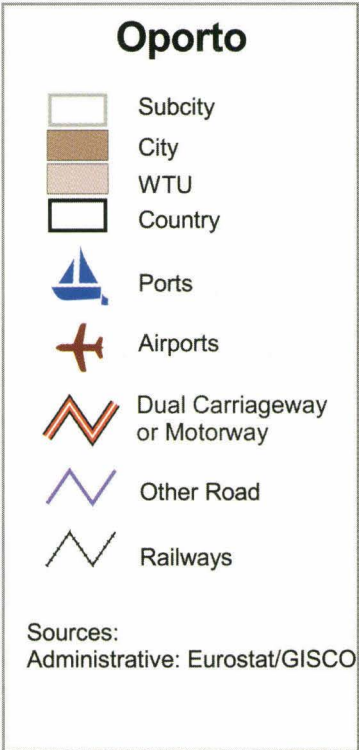 Oporto
Subcity
City
WTU
Country
Ports
Airports
Dual Carriageway
or Motorway
Other Road
Railways
Sources:
Administrative: Eurostat/GISCO